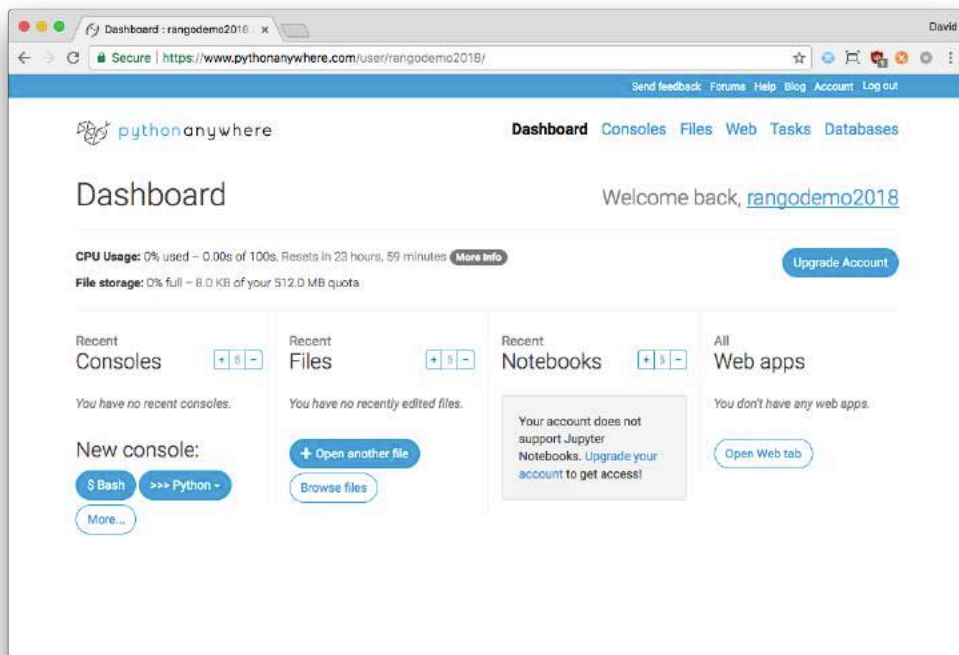 Dashboard : rangodemo2018
David
Secure | https://www.pythonanywhere.com/user/rangodemo2018/
Send feedback Forums Help Blog Account Log out
pythonanywhere
Dashboard Consoles Files Web Tasks Databases
Dashboard
Welcome back, rangodemo2018
CPU Usage: 0% used – 0.00s of 100s. Resets in 23 hours, 59 minutes More Info
Upgrade Account
File storage: 0% full – 8.0 KB of your 512.0 MB quota
Recent
Consoles
+ 5 -
You have no recent consoles.
New console:
$ Bash
>>> Python
More...
Recent
Files
+ 5 -
You have no recently edited files.
+ Open another file
Browse files
Recent
Notebooks
+ 5 -
Your account does not
support Jupyter
Notebooks. Upgrade your
account to get access!
All
Web apps
You don't have any web apps.
Open Web tab